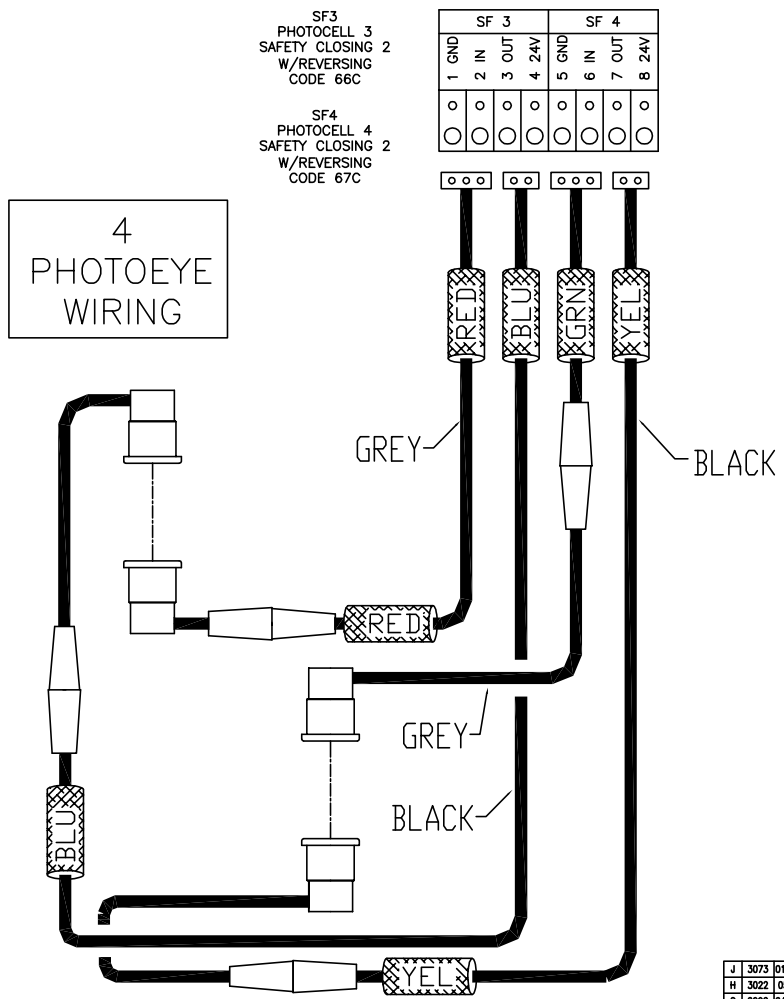 SF3
PHOTOCELL 3
SAFETY CLOSING 2
W/REVERSING
CODE 66C
SF4
PHOTOCELL 4
SAFETY CLOSING 2
W/REVERSING
CODE 67C
SF 3
SF 4
1 GND
2 IN
3 OUT
4 24V
5 GND
6 IN
7 OUT
8 24V
4
PHOTOEYE
WIRING
RED
BLU
GRN
YEL
GREY
BLACK
RED
GREY
BLACK
BLU
YEL
J 3073 01
H 3022